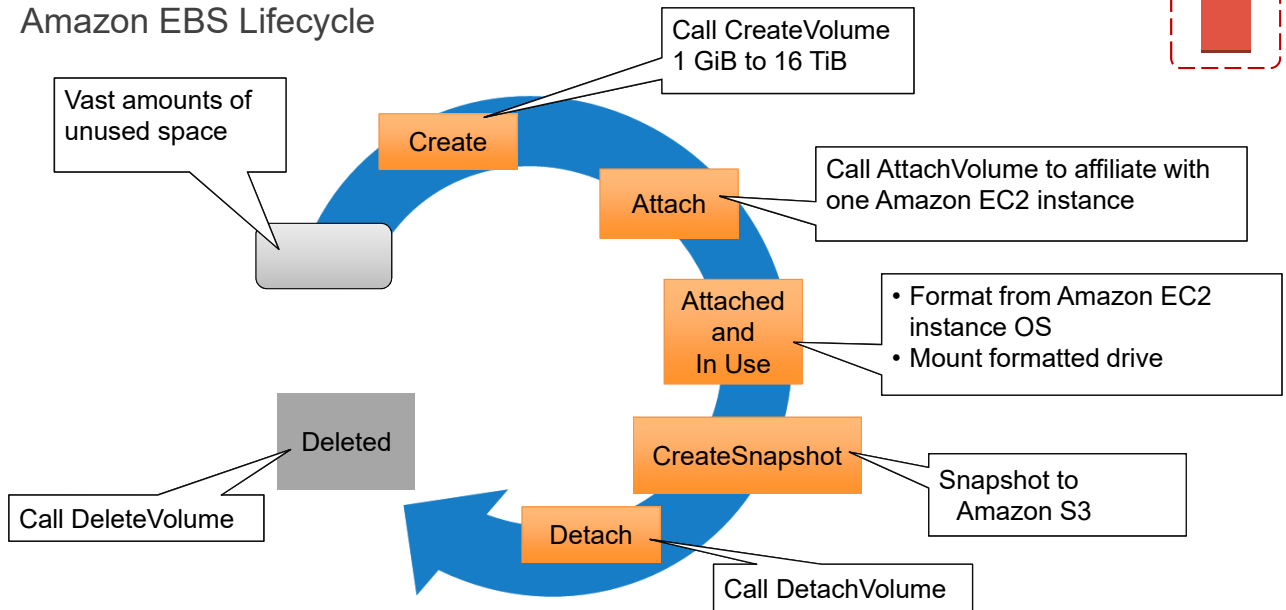 Amazon EBS Lifecycle
Call CreateVolume
1 GiB to 16 TiB
Vast amounts of
unused space
Create
Call AttachVolume to affiliate with
one Amazon EC2 instance
Attach
Attached
and
In Use
• Format from Amazon EC2
instance OS
• Mount formatted drive
CreateSnapshot
Snapshot to
Amazon S3
Detach
Call DetachVolume
Deleted
Call DeleteVolume